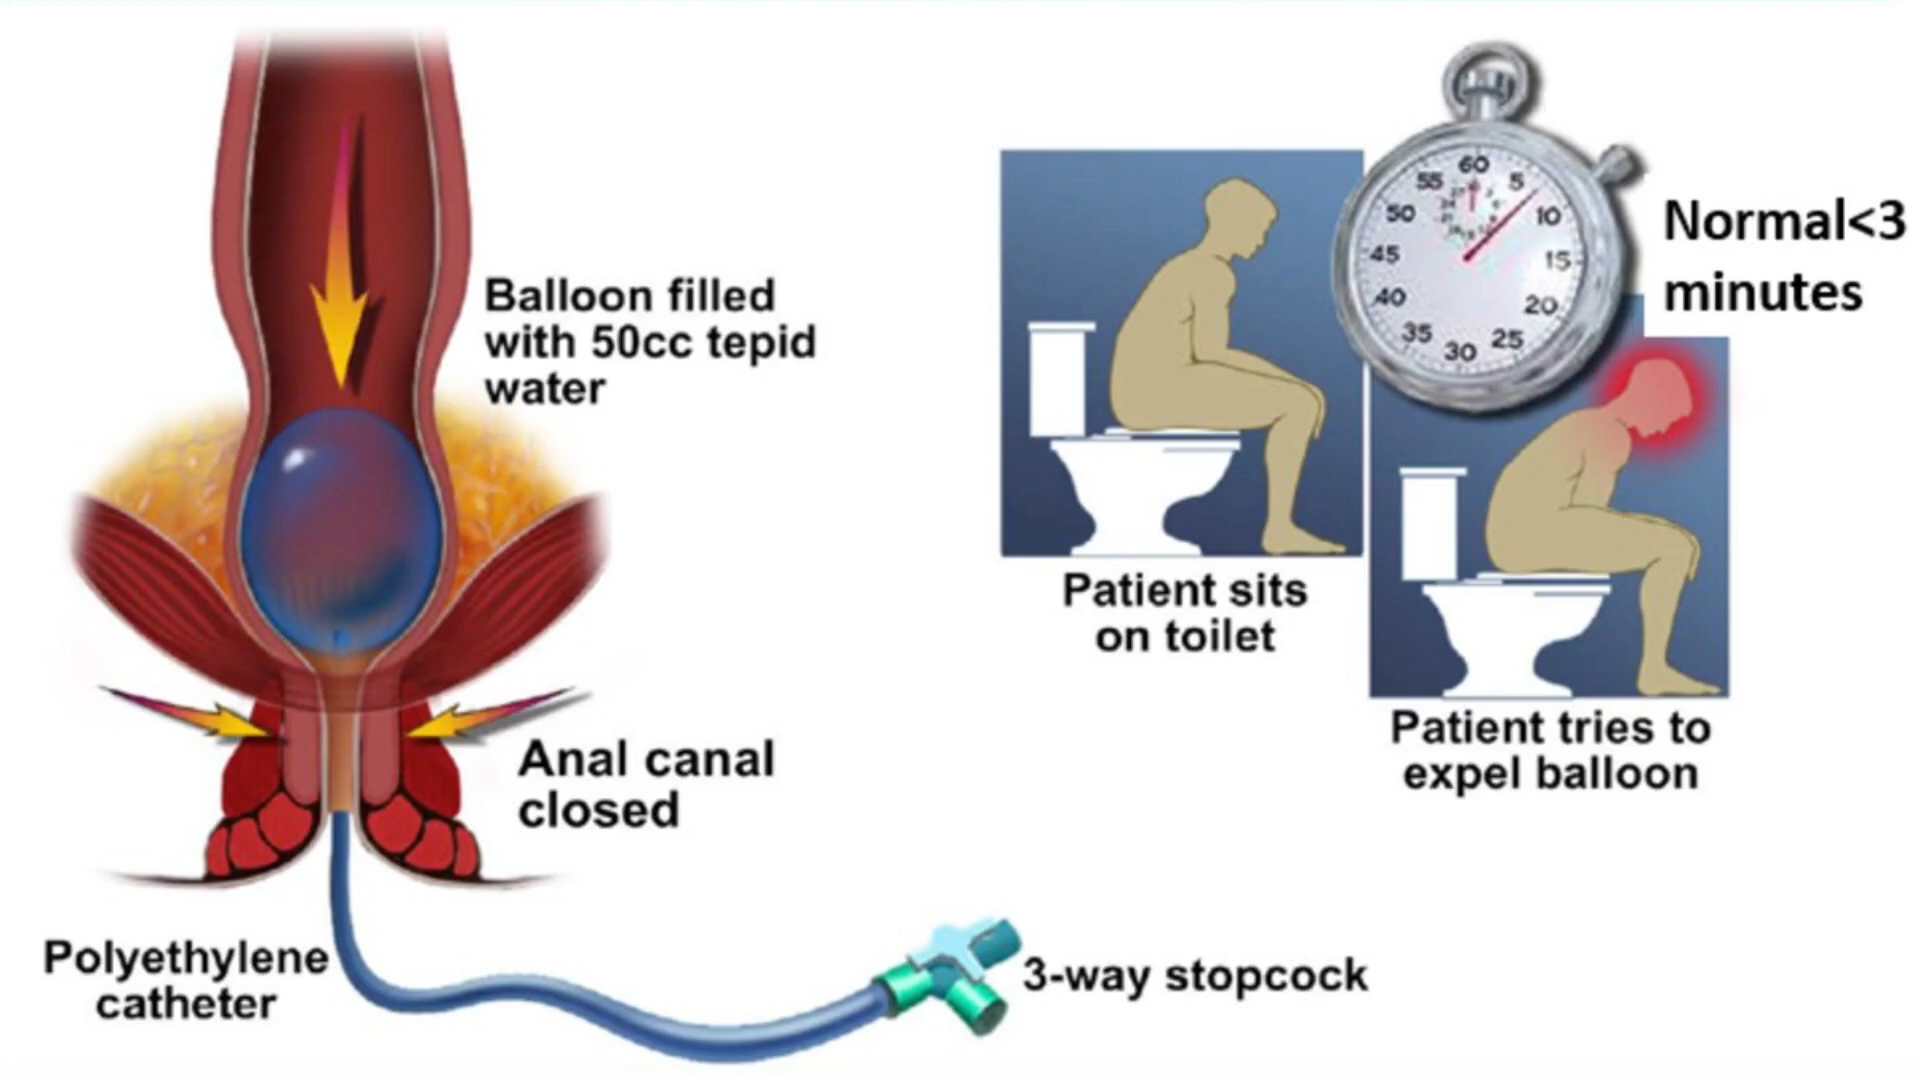 Balloon filled
with 50cc tepid
water
Anal canal
closed
Polyethylene
catheter
3-way stopcock
60
5
10
15
20
25
30
35
40
45
50
55
Normal<3
minutes
Patient sits
on toilet
Patient tries to
expel balloon